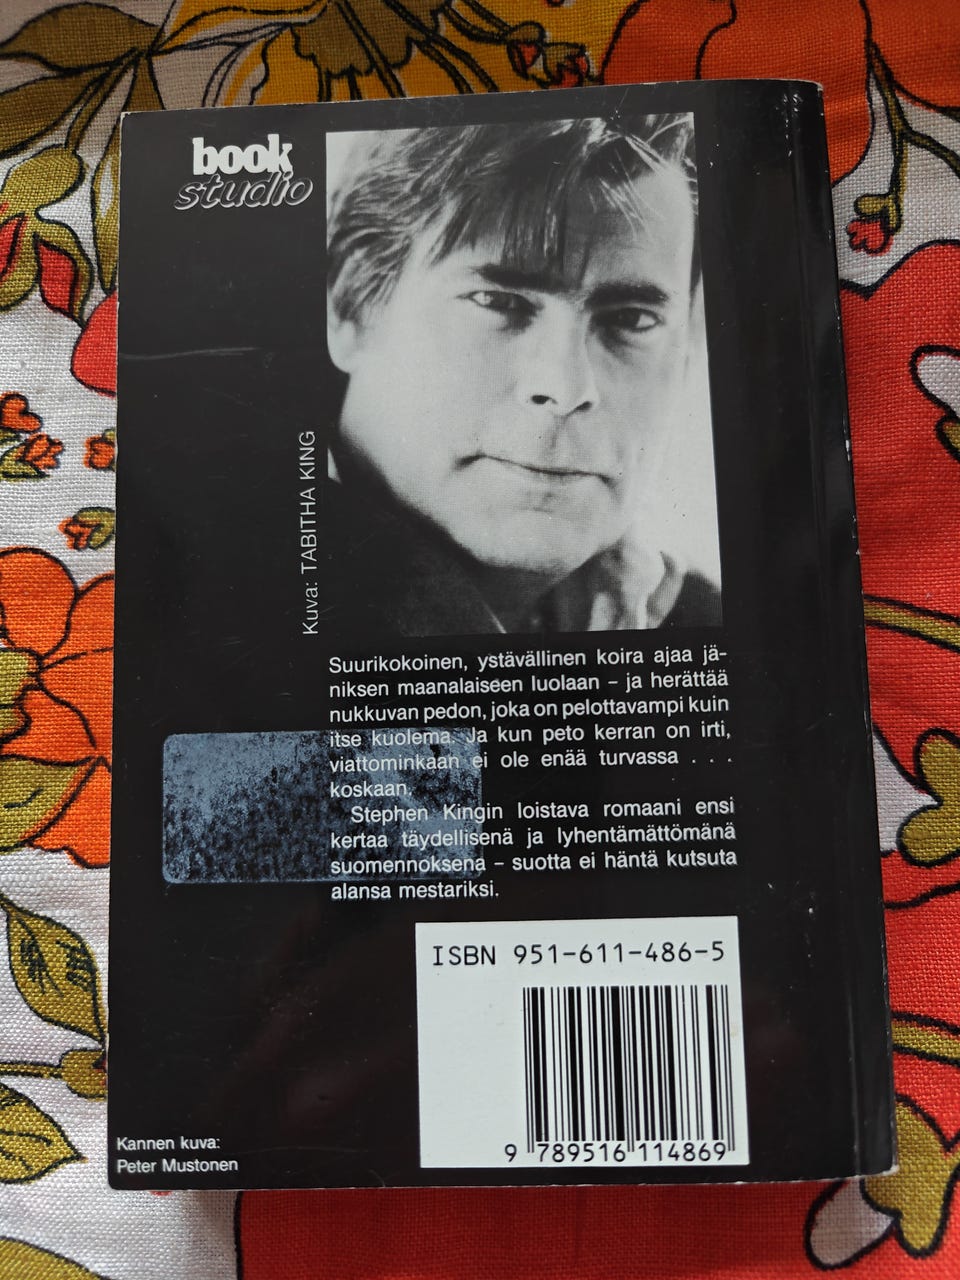 book
studio
Kuva: TABITHA KING
Suurikokoinen, ystävällinen koira ajaa jä-
niksen maanalaiseen luolaan – ja herättää
nukkuvan pedon, joka on pelottavampi kuin
itse kuolema. Ja kun peto kerran on irti,
viattominkaan ei ole enää turvassa . . .
koskaan.
Stephen Kingin loistava romaani ensi
kertaa täydellisenä ja lyhentämättömänä
suomennoksena – suotta ei häntä kutsuta
alansa mestariksi.
ISBN 951-611-486-5
9 789516 114869
Kannen kuva:
Peter Mustonen